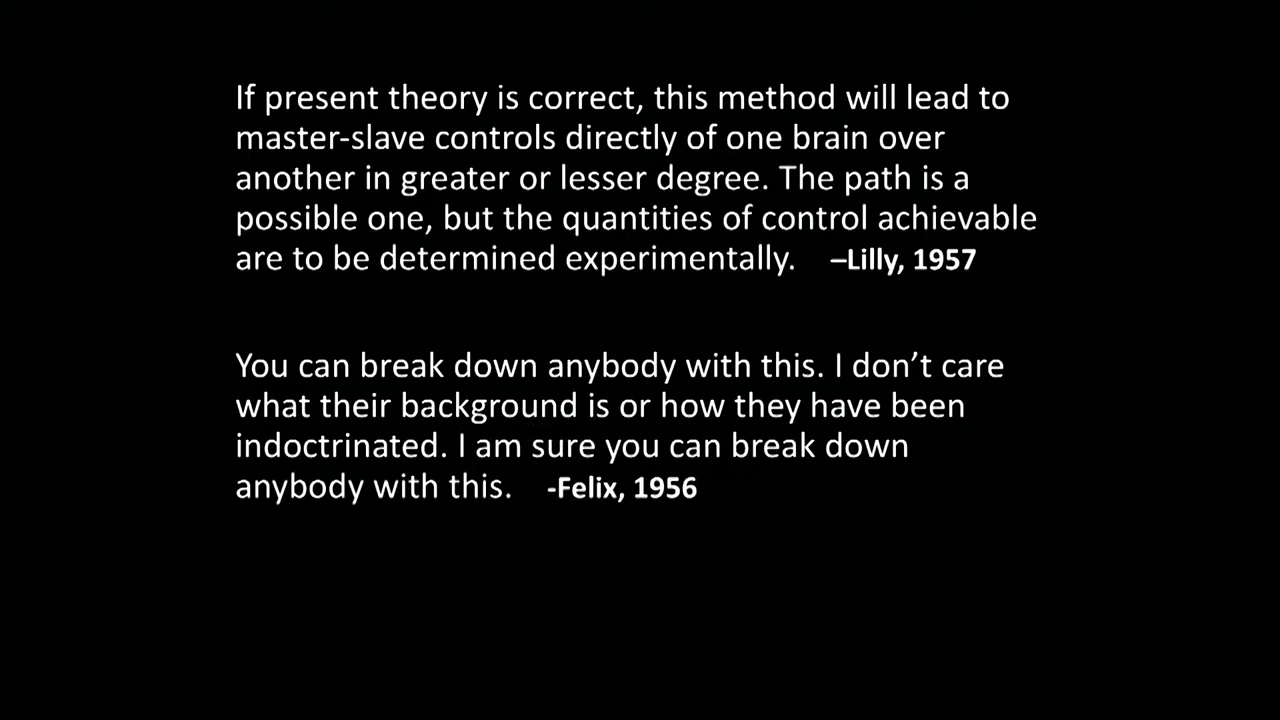 If present theory is correct, this method will lead to
master-slave controls directly of one brain over
another in greater or lesser degree. The path is a
possible one, but the quantities of control achievable
are to be determined experimentally. –Lilly, 1957
You can break down anybody with this. I don’t care
what their background is or how they have been
indoctrinated. I am sure you can break down
anybody with this. -Felix, 1956